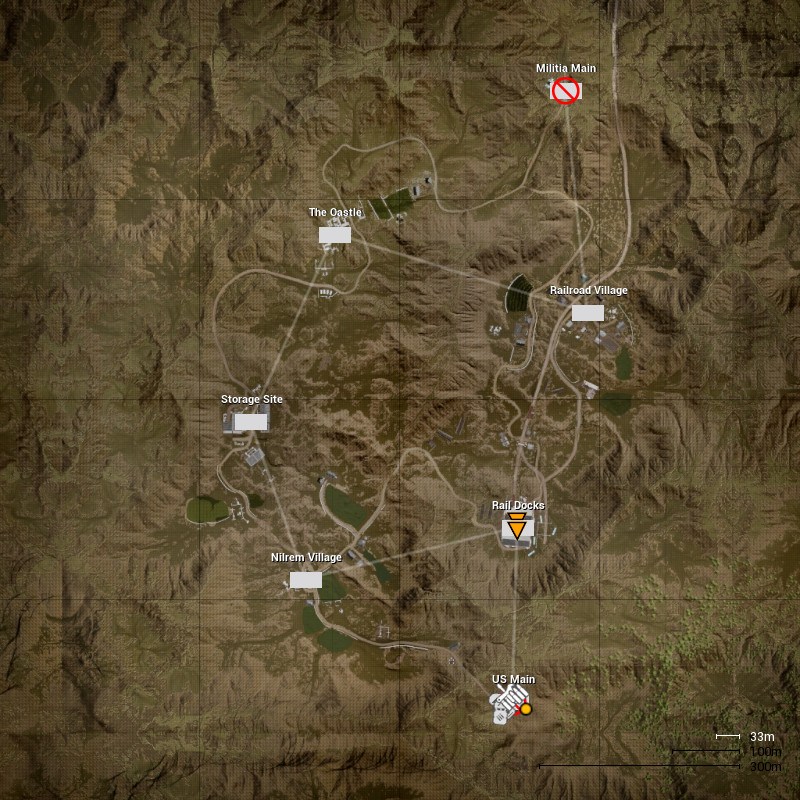 Militia Main
The Castle
Railroad Village
Storage Site
Rail Docks
Nilrem Village
US Main
33m
100m
300m